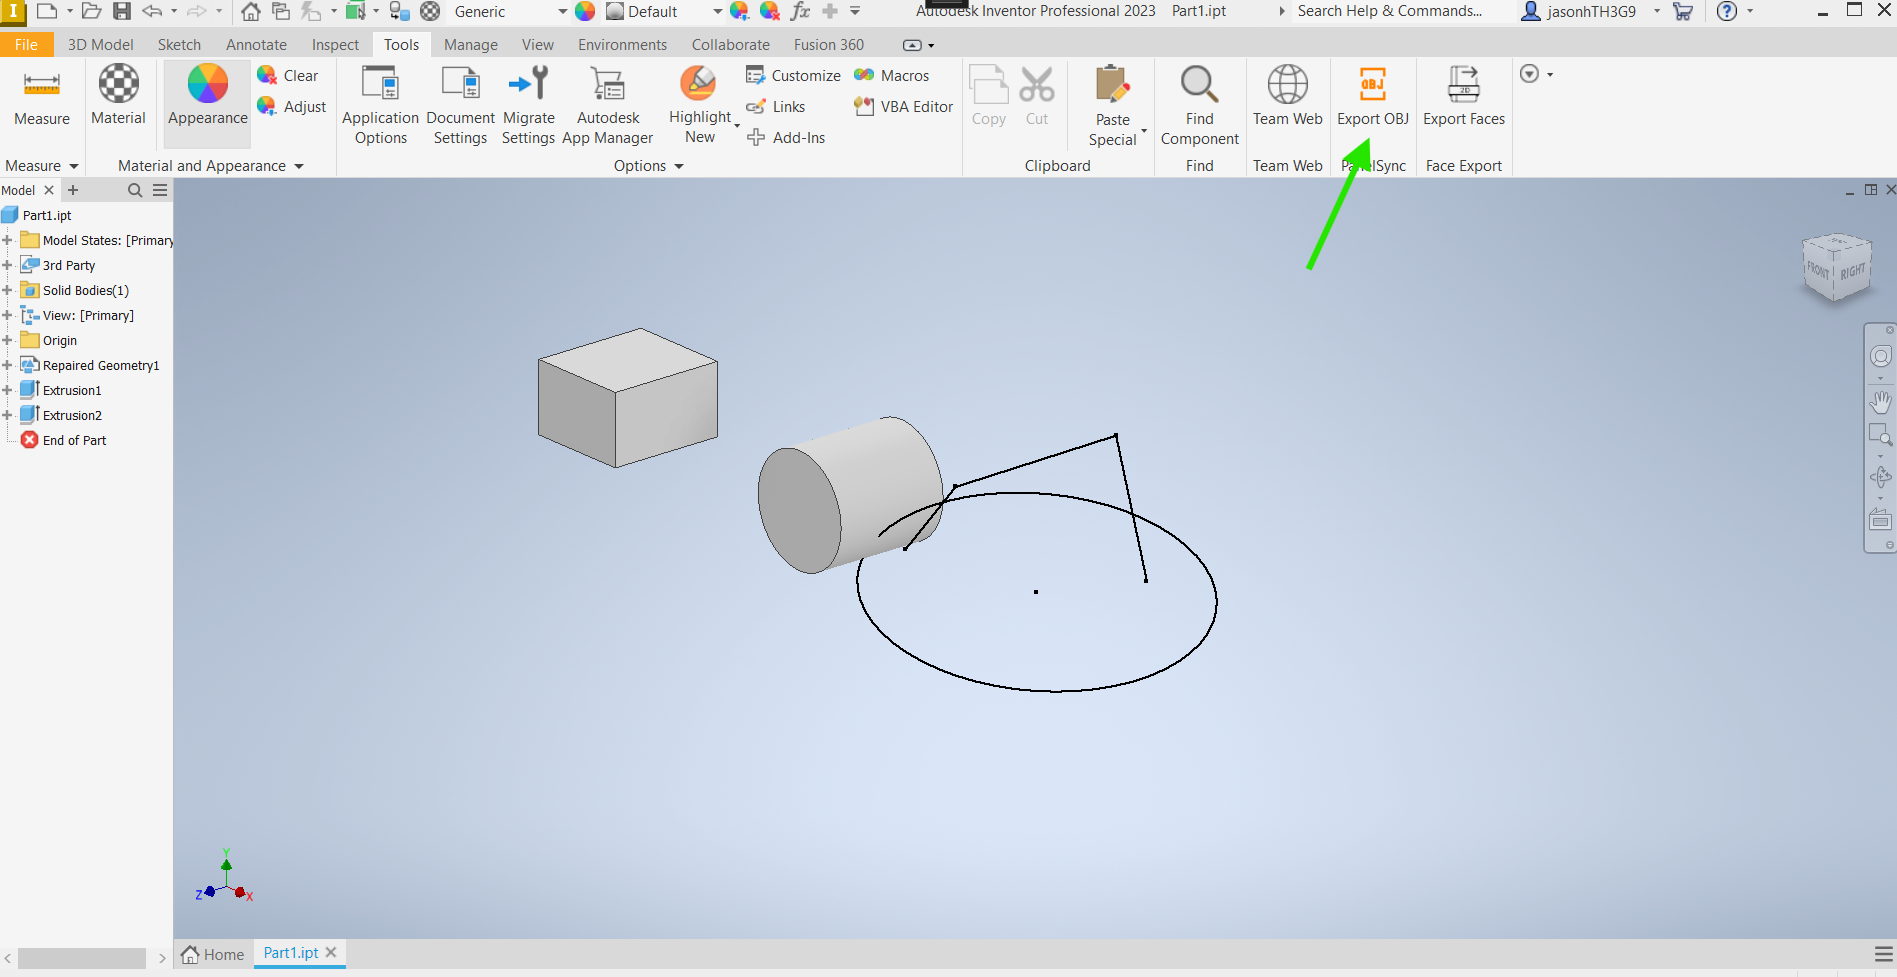 I Generic Default fx Autodesk Inventor Professional 2023 Part1.ipt Search Help & Commands... jasonhTH3G9 ?
File 3D Model Sketch Annotate Inspect Tools Manage View Environments Collaborate Fusion 360
Measure
Material
Appearance
Clear
Adjust
Application
Options
Document
Settings
Migrate
Settings
Autodesk
App Manager
Highlight
New
Customize
Links
Add-Ins
Macros
VBA Editor
Copy
Cut
Paste
Special
Find
Component
Team Web
OBJ
Export OBJ
2D
Export Faces
Measure Material and Appearance Options Clipboard Find Team Web PanelSync Face Export
Model
Part1.ipt
Model States: [Primary
3rd Party
Solid Bodies(1)
View: [Primary]
Origin
Repaired Geometry1
Extrusion1
Extrusion2
End of Part
FRONT RIGHT
Y
Z X
Home Part1.ipt